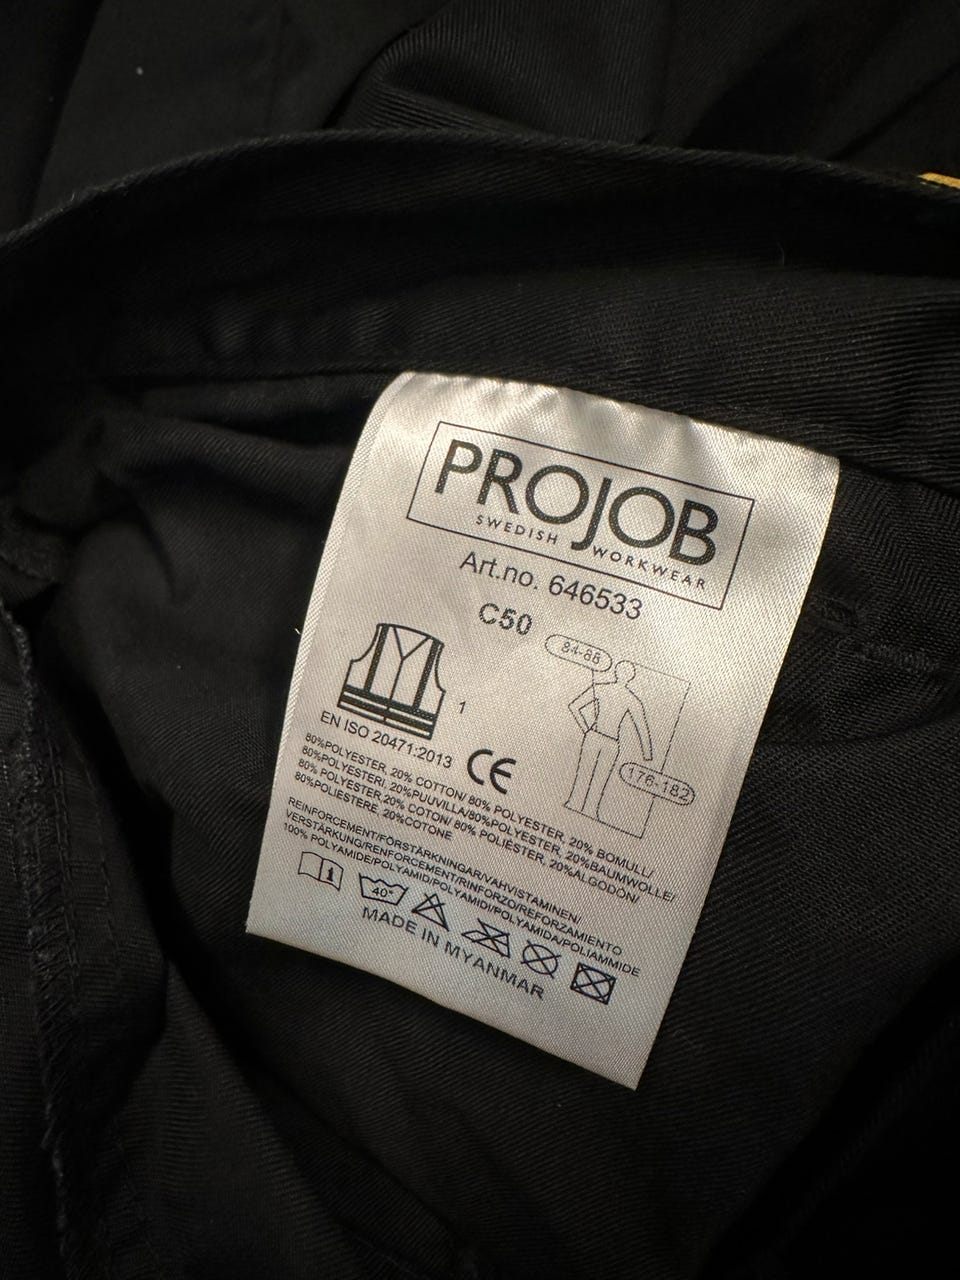 PROJOB
SWEDISH WORKWEAR
Art.no. 646533
C50
84-88
1
176-182
EN ISO 20471:2013
CE
80%POLYESTER, 20% COTTON/ 80% POLYESTER, 20% BOMULL/
80%POLYESTERI, 20%PUUVILLA/80%POLYESTER, 20%BAUMWOLLE/
80% POLYESTER,20% COTON/ 80% POLIÉSTER, 20%ALGODÓN/
80%POLIESTERE, 20%COTONE
REINFORCEMENT/FÖRSTÄRKNINGAR/VAHVISTAMINEN/
VERSTÄRKUNG/RENFORCEMENT/RINFORZO/REFORZAMIENTO
100% POLYAMIDE/POLYAMID/POLYAMIDI/POLYAMIDA/POLIAMMIDE
40°
MADE IN MYANMAR